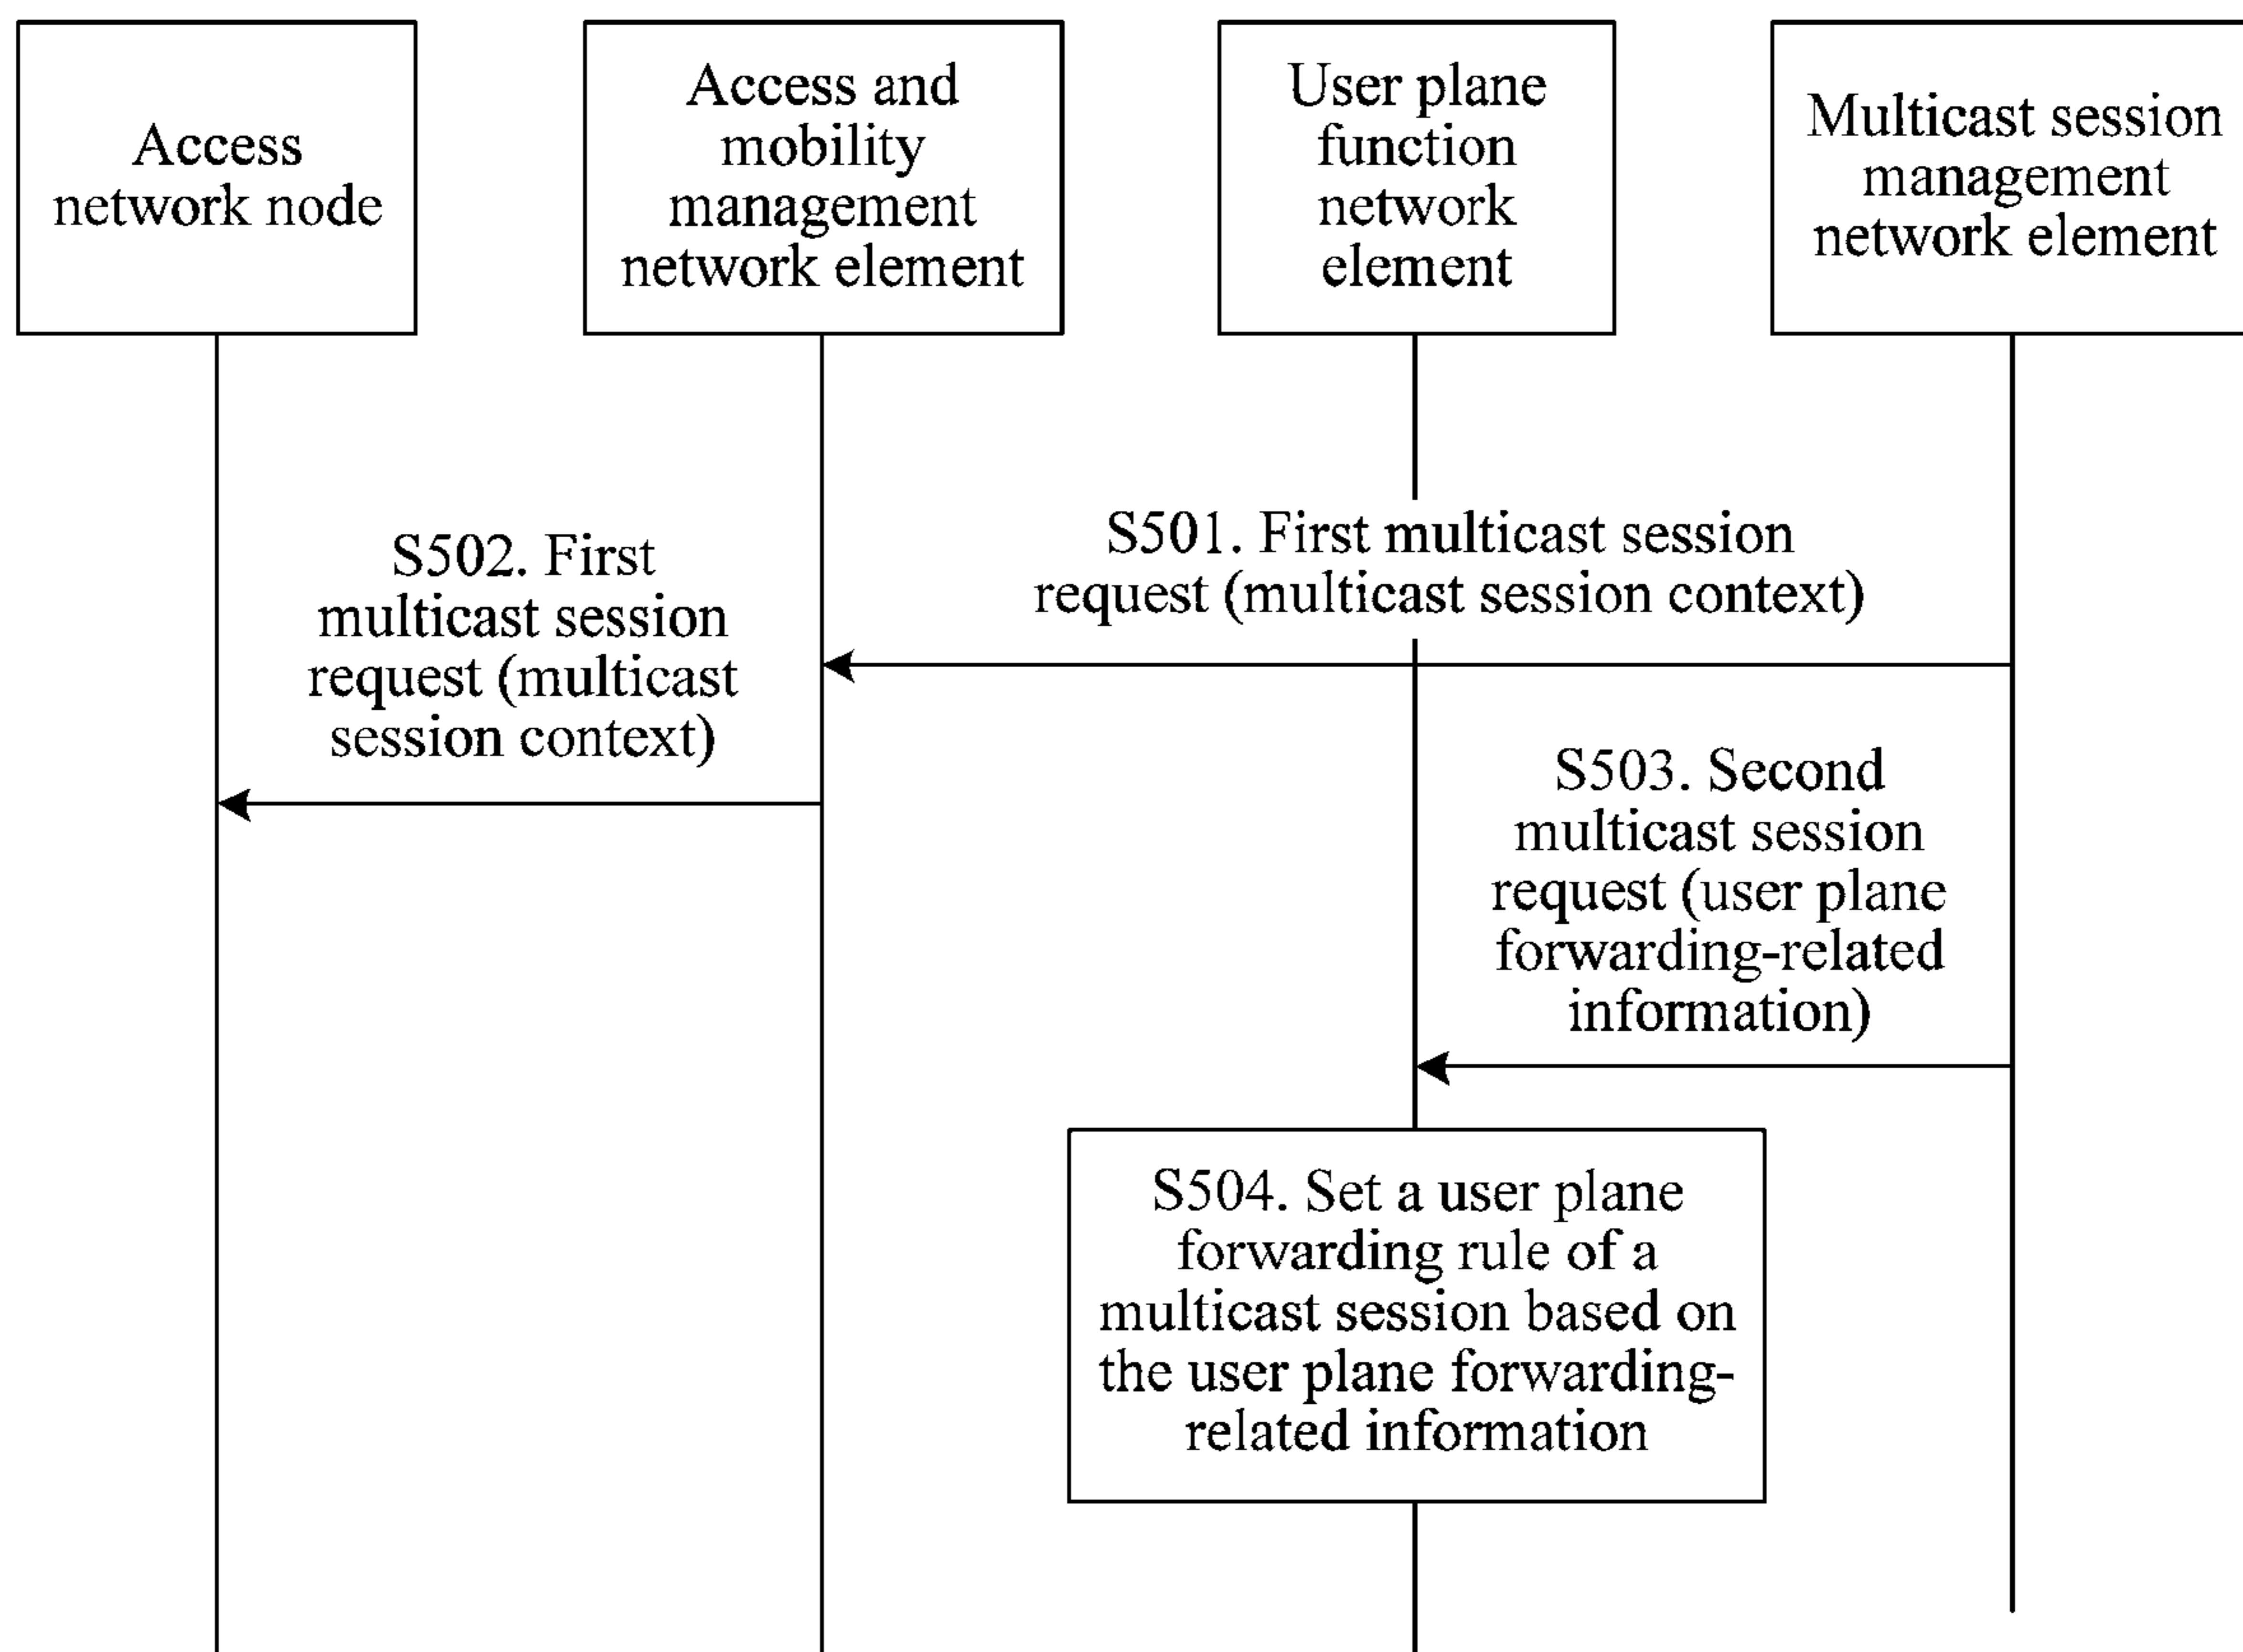 Access
network node
Access and
mobility
management
network element
User plane
function
network
element
Multicast session
management
network element
S501. First multicast session
request (multicast session context)
S502. First
multicast session
request (multicast
session context)
S503. Second
multicast session
request (user plane
forwarding-related
information)
S504. Set a user plane
forwarding rule of a
multicast session based on
the user plane forwarding-
related information